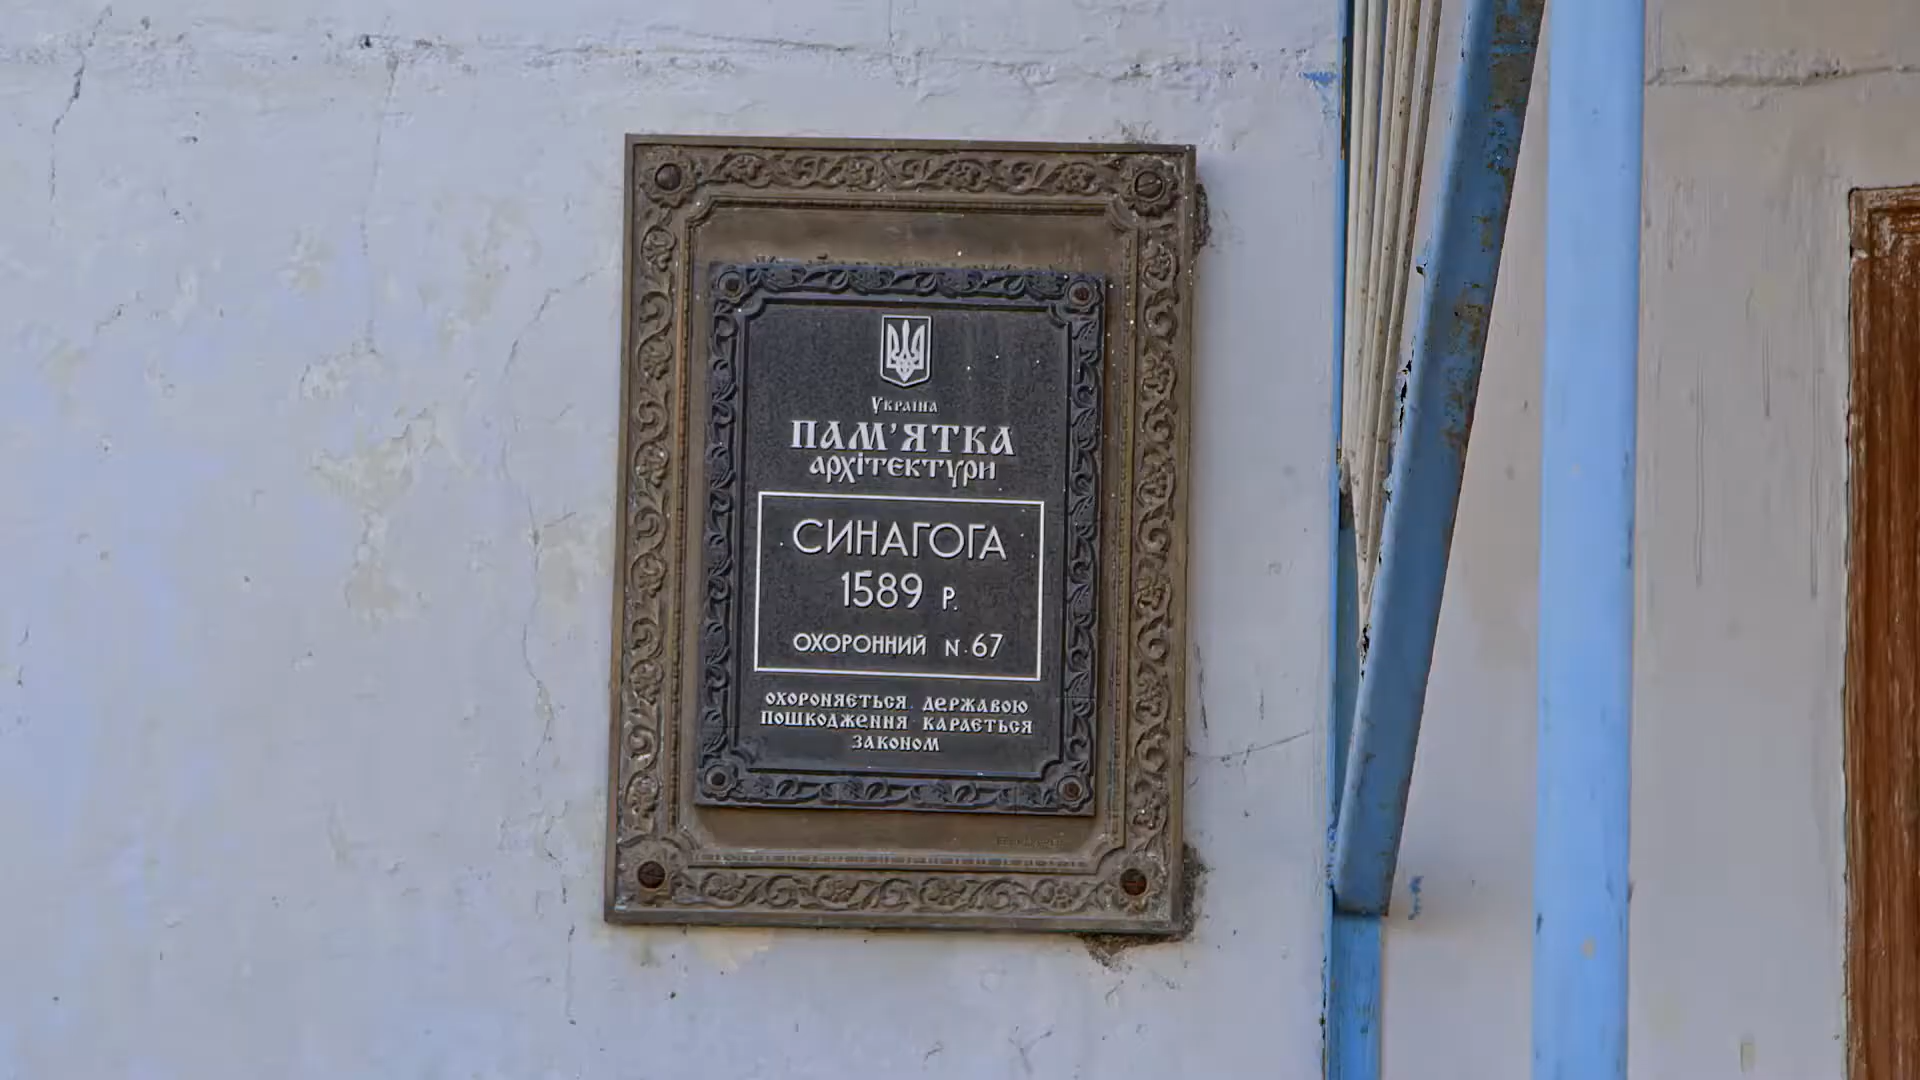 Україна
ПАМ'ЯТКА
архітектури
СИНАГОГА
1589 Р.
ОХОРОННИЙ N.67
ОХОРОНЯЄТЬСЯ ДЕРЖАВОЮ
ПОШКОДЖЕННЯ КАРАЄТЬСЯ
ЗАКОНОМ